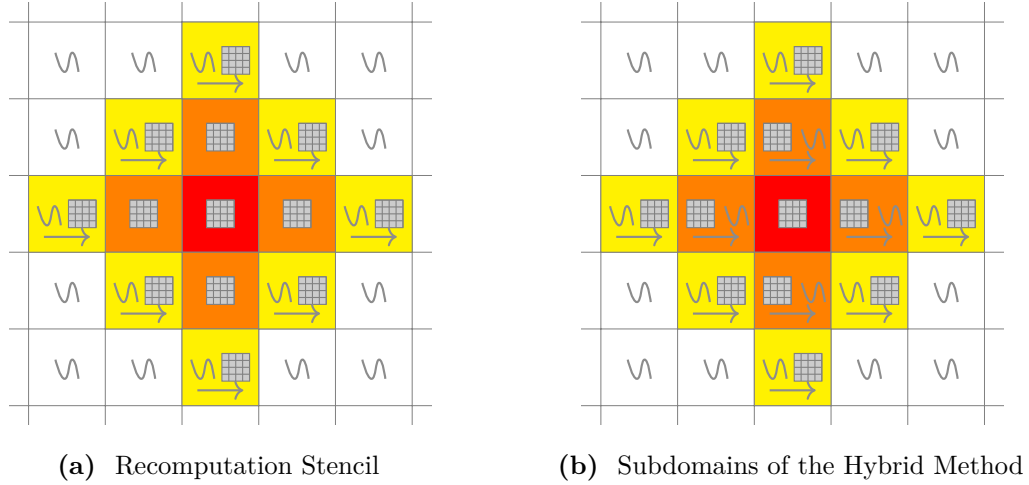 (a) Recomputation Stencil
(b) Subdomains of the Hybrid Method